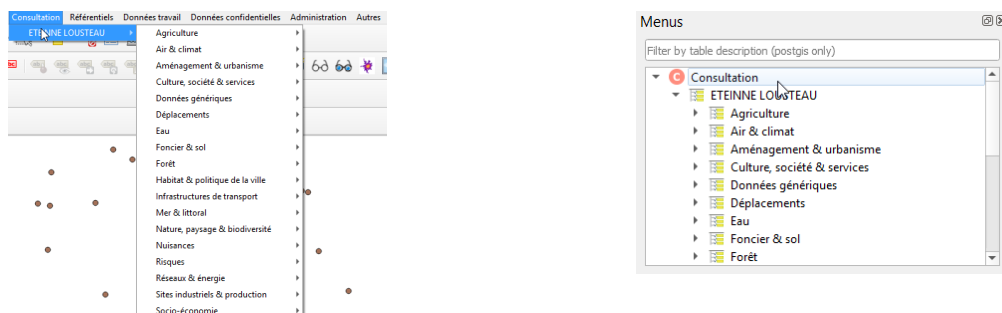 Consultation Référentiels Données travail Données confidentielles Administration Autres
ETEINNE LOUSTEAU
Agriculture
Air & climat
Aménagement & urbanisme
Culture, société & services
Données génériques
Déplacements
Eau
Foncier & sol
Forêt
Habitat & politique de la ville
Infrastructures de transport
Mer & littoral
Nature, paysage & biodiversité
Nuisances
Risques
Réseaux & énergie
Sites industriels & production
Socio-économie
Menus
Filter by table description (postgis only)
C Consultation
ETEINNE LOUSTEAU
Agriculture
Air & climat
Aménagement & urbanisme
Culture, société & services
Données génériques
Déplacements
Eau
Foncier & sol
Forêt